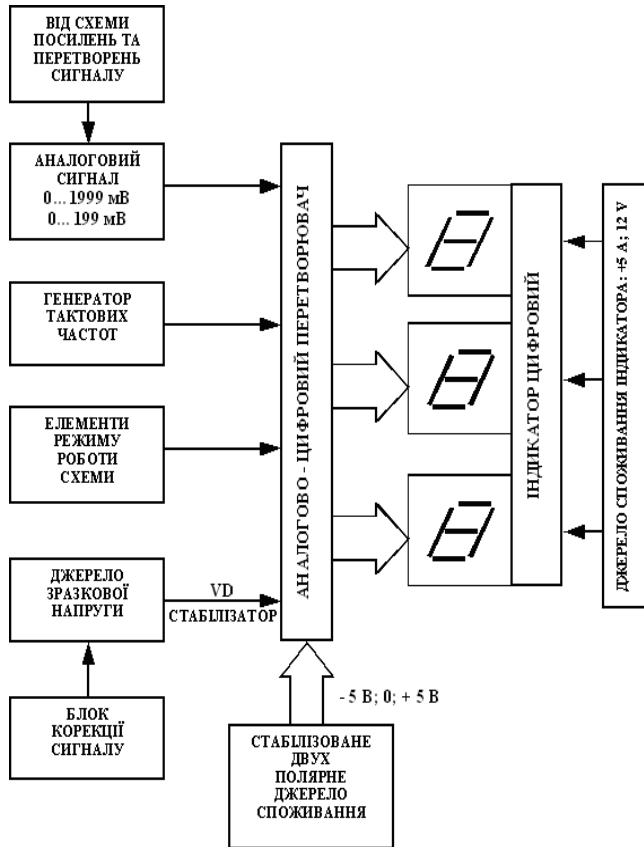 ВІД СХЕМИ
ПОСИЛЕНЬ ТА
ПЕРЕТВОРЕНЬ
СИГНАЛУ
АНАЛОГОВИЙ
СИГНАЛ
0... 1999 мВ
0... 199 мВ
ГЕНЕРАТОР
ТАКТОВИХ
ЧАСТОТ
ЕЛЕМЕНТИ
РЕЖИМУ
РОБОТИ
СХЕМИ
ДЖЕРЕЛО
ЗРАЗКОВОЇ
НАПРУГИ
VD
СТАБІЛІЗАТОР
БЛОК
КОРЕКЦІЇ
СИГНАЛУ
АНАЛОГОВО - ЦИФРОВИЙ ПЕРЕТВОРЮВАЧ
- 5 В; 0; + 5 В
СТАБІЛІЗОВАНЕ
ДВУХ
ПОЛЯРНЕ
ДЖЕРЕЛО
СПОЖИВАННЯ
ІНДИКАТОР ЦИФРОВИЙ
ДЖЕРЕЛО СПОЖИВАННЯ ІНДИКАТОРА: +5 А; 12 V